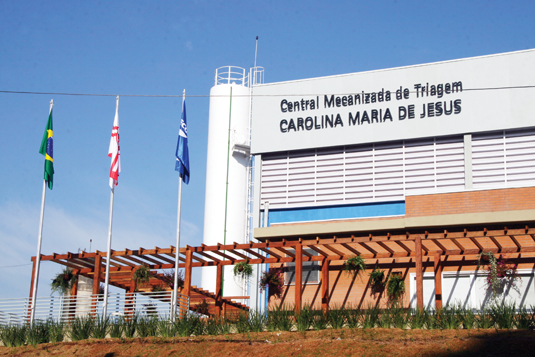 Central Mecanizada de Triagem
CAROLINA MARIA DE JESUS